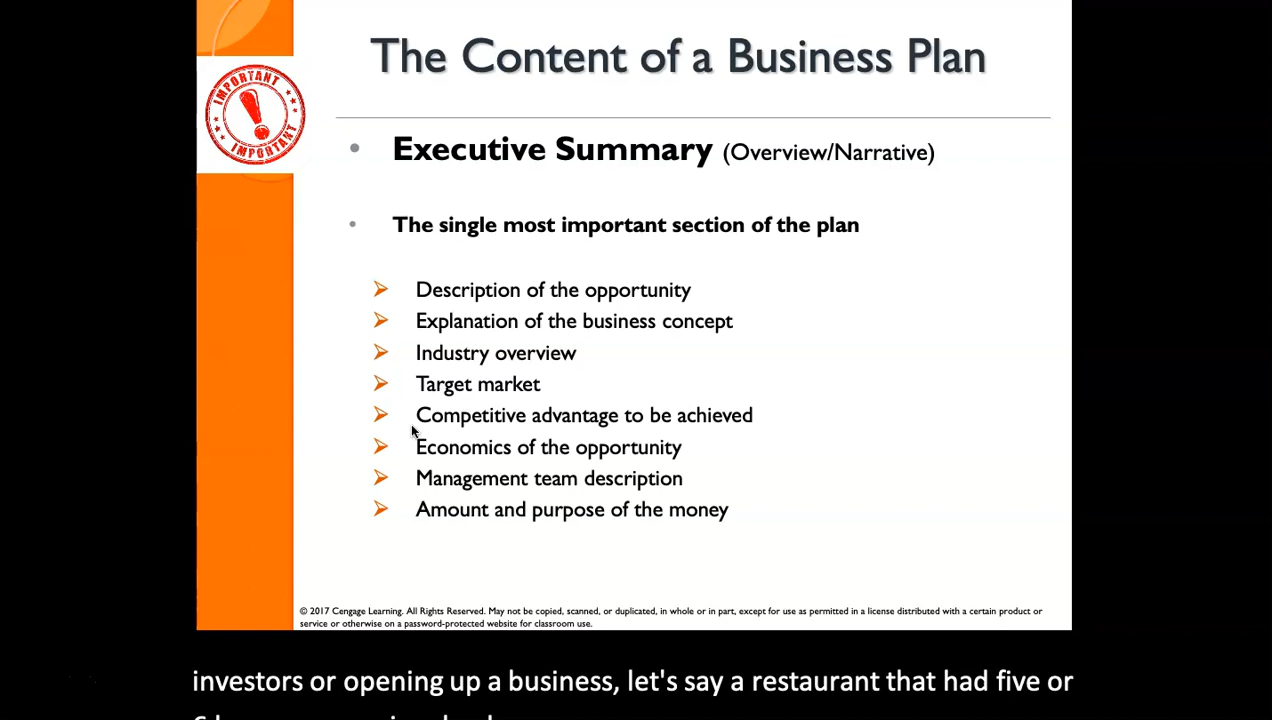 The Content of a Business Plan
IMPORTANT
IMPORTANT
• Executive Summary (Overview/Narrative)
• The single most important section of the plan
➢ Description of the opportunity
➢ Explanation of the business concept
➢ Industry overview
➢ Target market
➢ Competitive advantage to be achieved
➢ Economics of the opportunity
➢ Management team description
➢ Amount and purpose of the money
© 2017 Cengage Learning. All Rights Reserved. May not be copied, scanned, or duplicated, in whole or in part, except for use as permitted in a license distributed with a certain product or
service or otherwise on a password-protected website for classroom use.
investors or opening up a business, let's say a restaurant that had five or